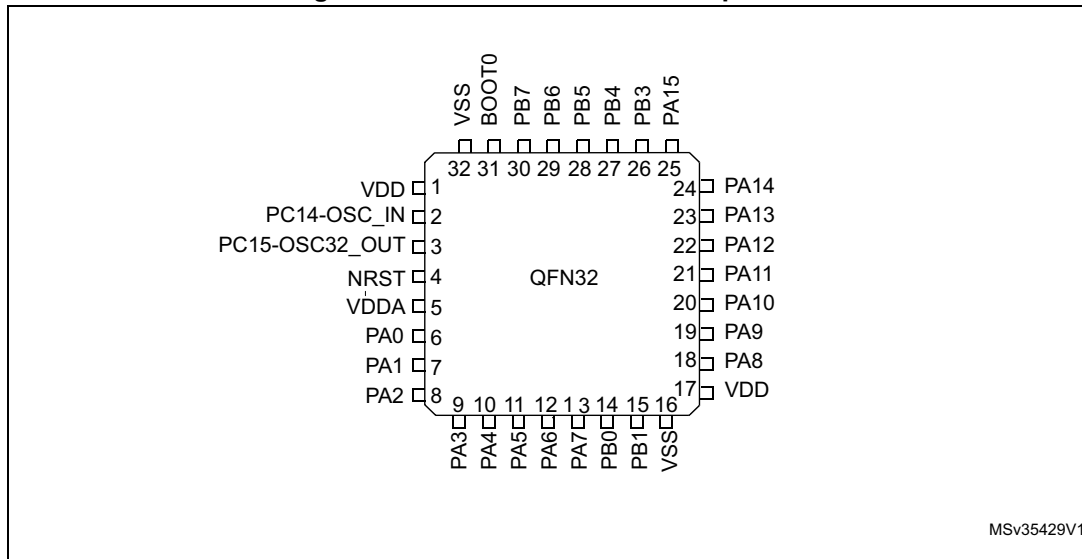 VSS
BOOT0
PB7
PB6
PB5
PB4
PB3
PA15
32 31 30 29 28 27 26 25
VDD 1
PC14-OSC_IN 2
PC15-OSC32_OUT 3
NRST 4
VDDA 5
PA0 6
PA1 7
PA2 8
QFN32
24 PA14
23 PA13
22 PA12
21 PA11
20 PA10
19 PA9
18 PA8
17 VDD
9 10 11 12 1 3 14 15 16
PA3
PA4
PA5
PA6
PA7
PB0
PB1
VSS
MSv35429V1